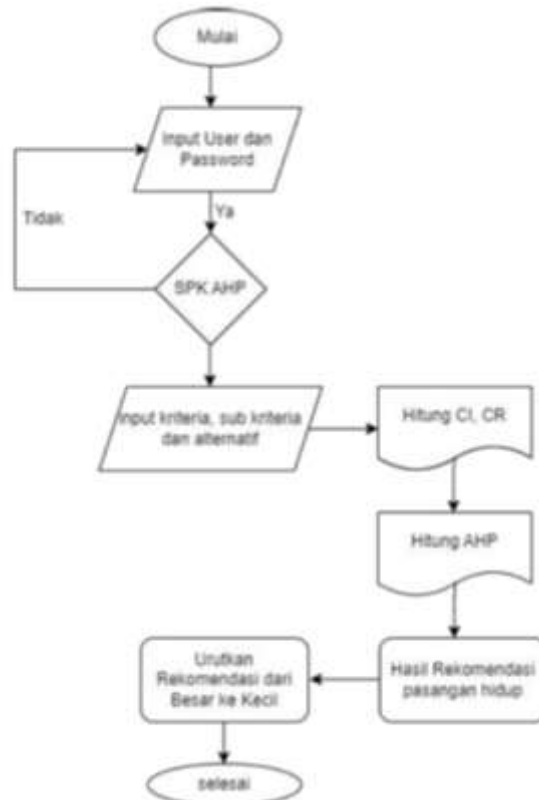 Mulai
Input User dan
Password
Tidak
Ya
SPK AHP
Input kriteria, sub kriteria
dan alternatif
Hitung CI, CR
Hitung AHP
Hasil Rekomendasi
pasangan hidup
Urutkan
Rekomendasi dari
Besar ke Kecil
selesai